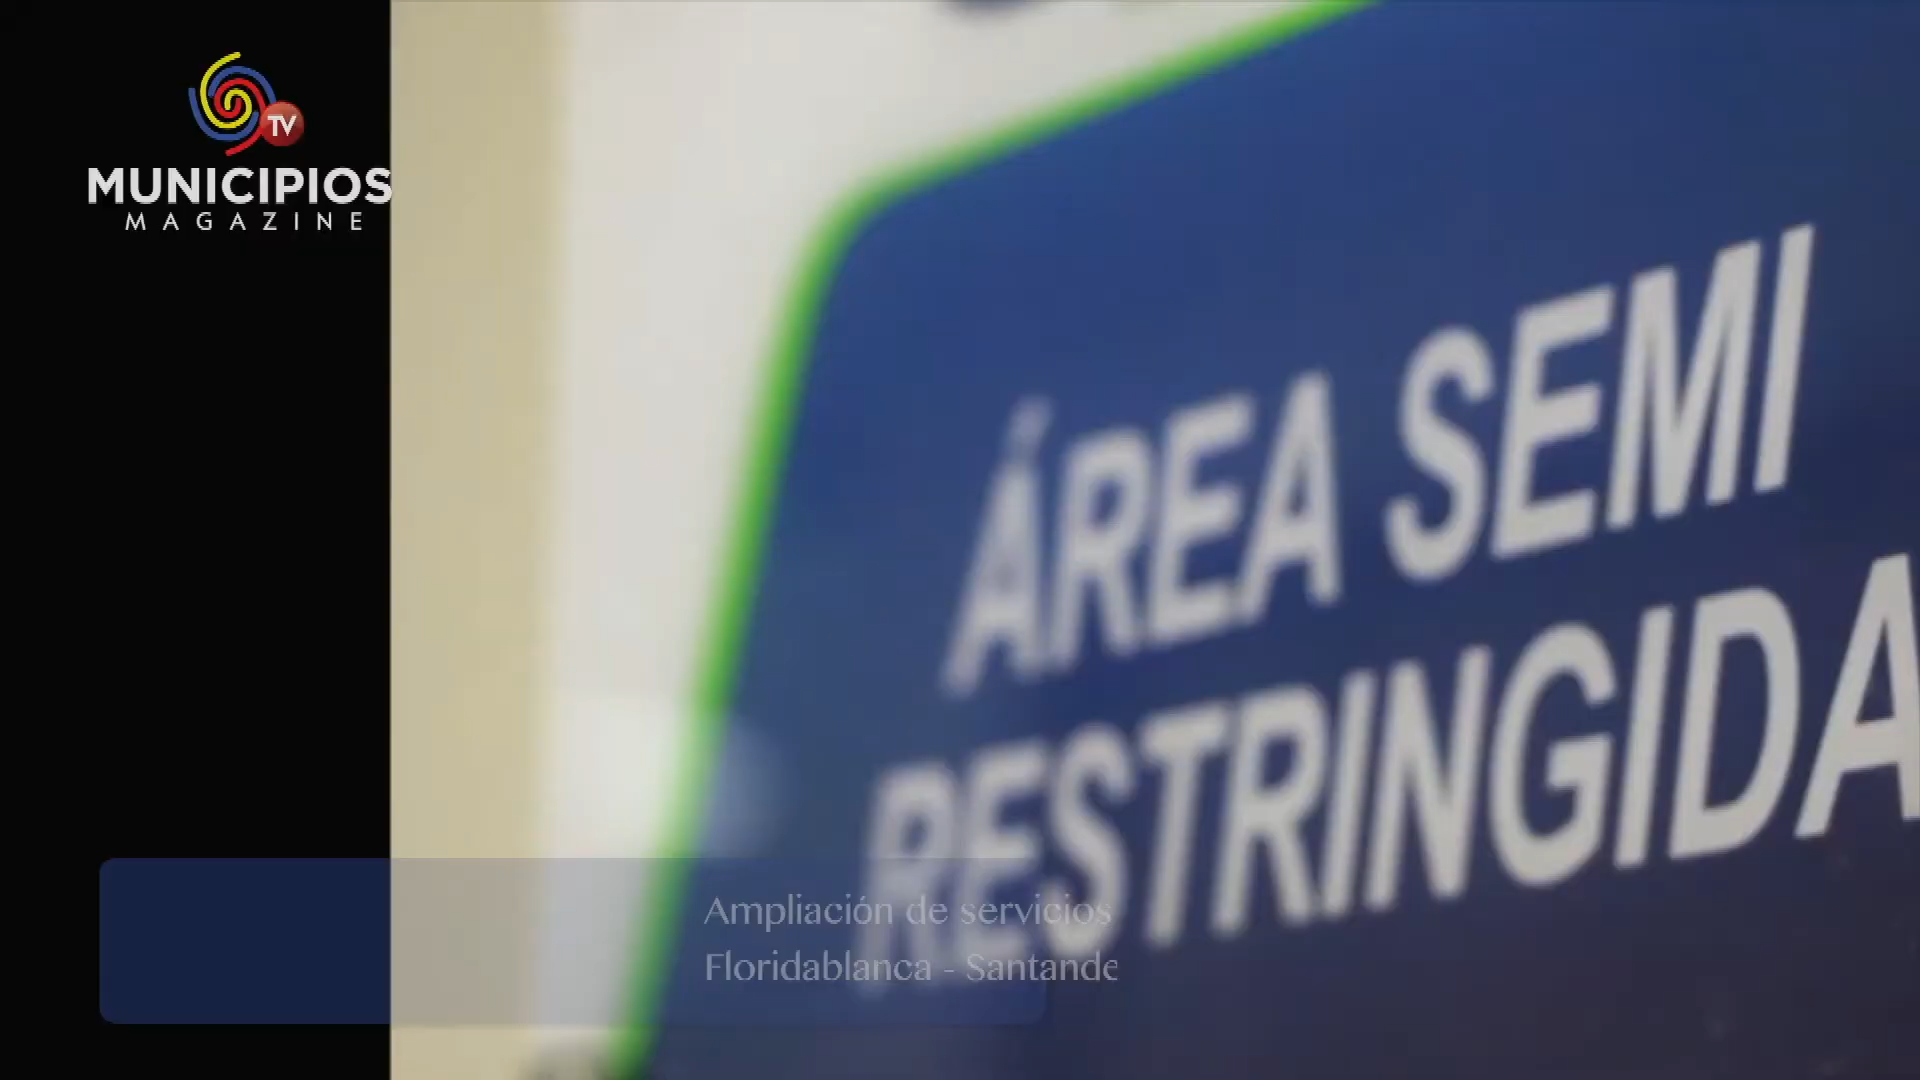 TV
MUNICIPIOS
MAGAZINE
ÁREA SEMI
RESTRINGIDA
Ampliación de servicios
Floridablanca - Santande